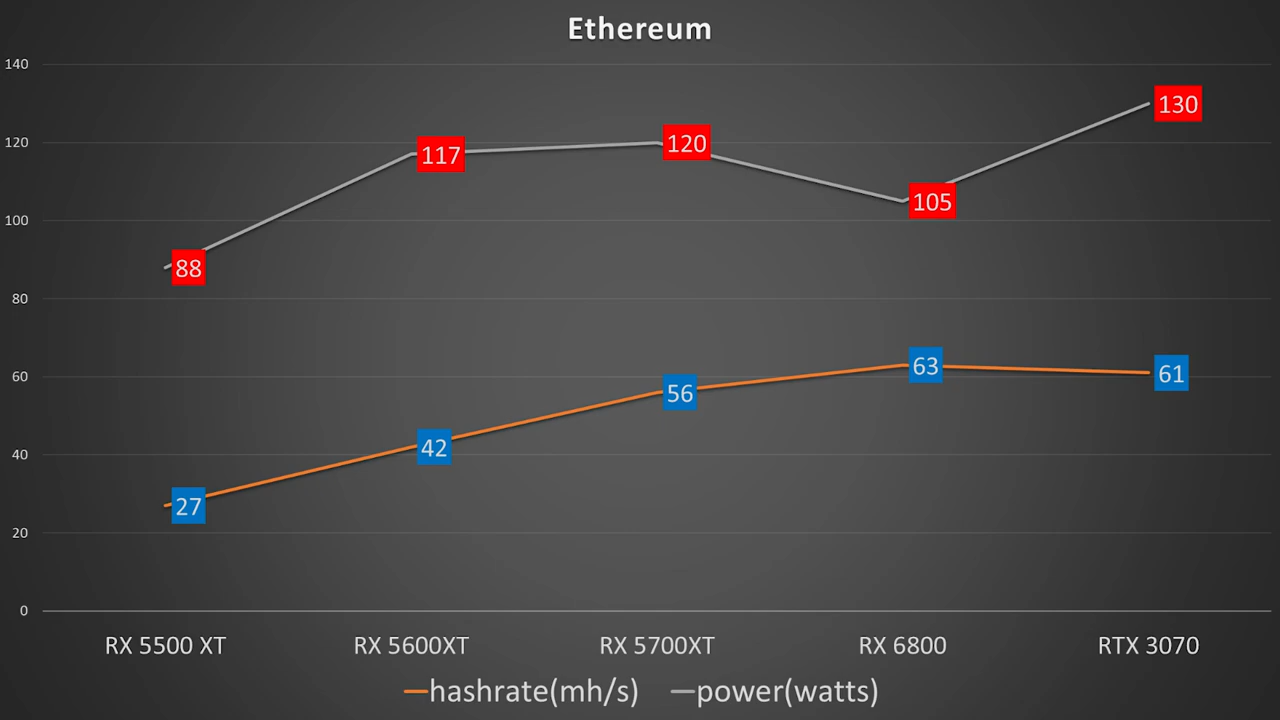 Ethereum
140
120
100
80
60
40
20
0
88
117
120
105
130
27
42
56
63
61
RX 5500 XT
RX 5600XT
RX 5700XT
RX 6800
RTX 3070
hashrate(mh/s)
power(watts)